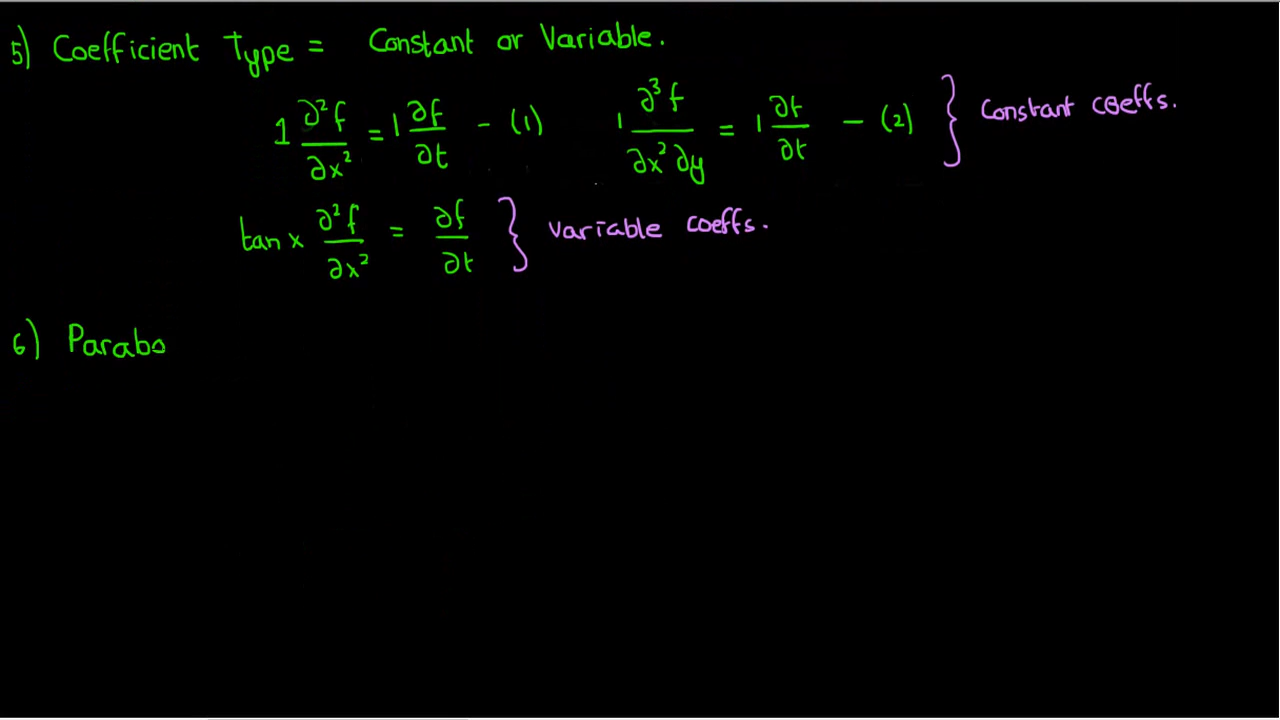 5) Coefficient Type = Constant or Variable.
1 ∂²f/∂x² = 1 ∂f/∂t - (1) 1 ∂³f/∂x²∂y = 1 ∂f/∂t - (2) } Constant coeffs.
tan x ∂²f/∂x² = ∂f/∂t } variable coeffs.
6) Parabo